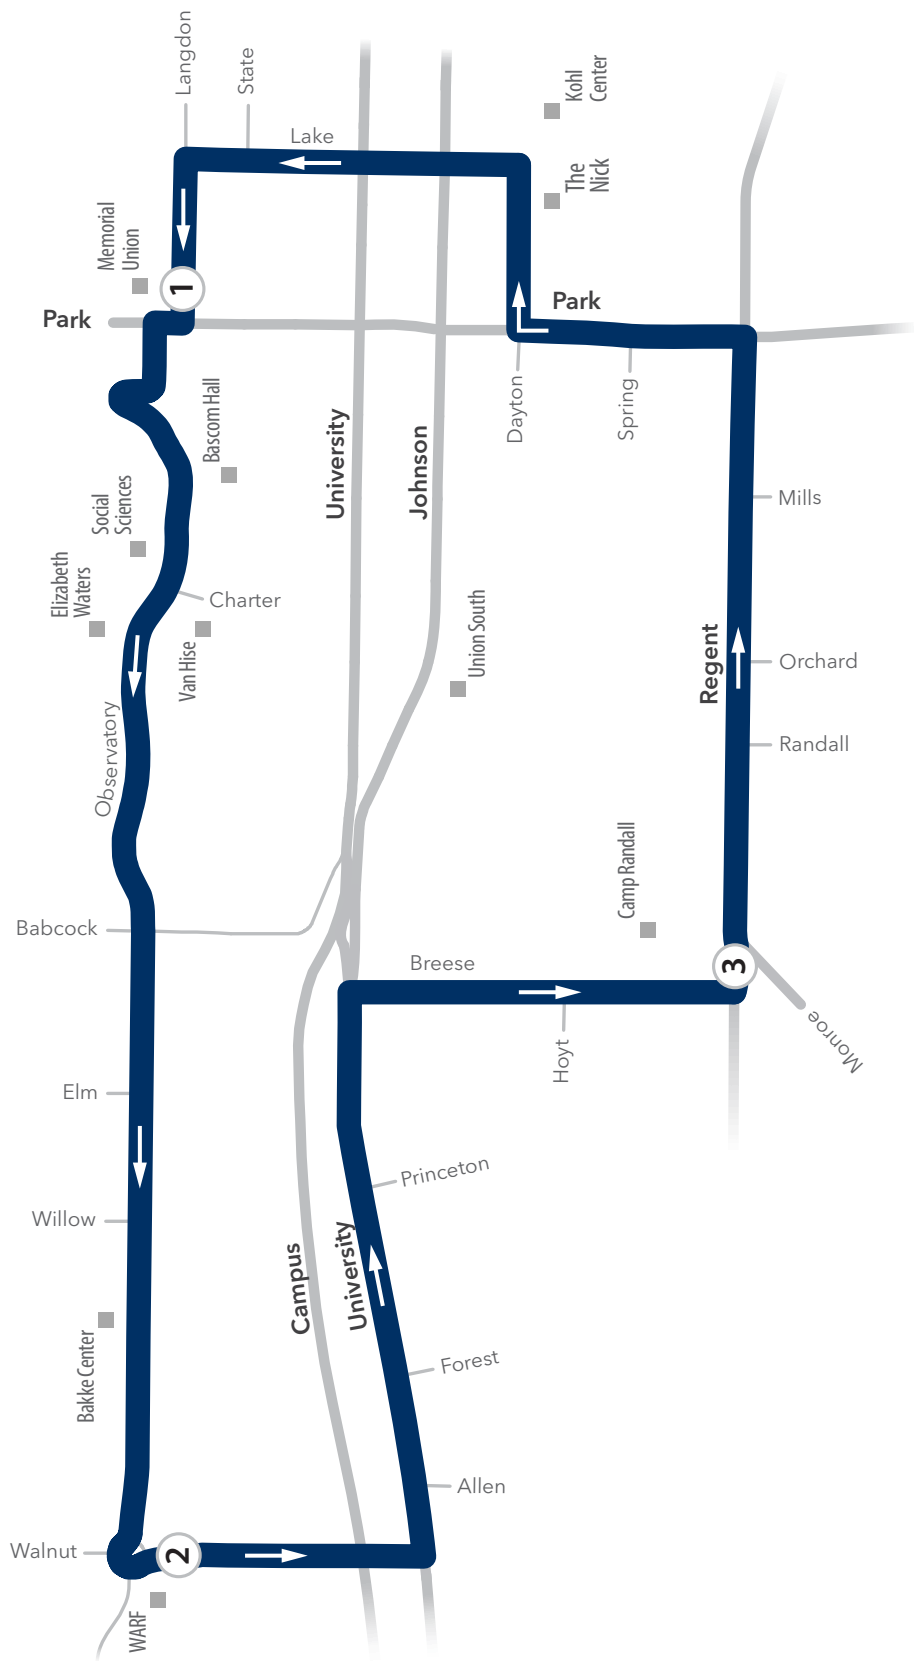 Langdon
State
Kohl
Center
Lake
The
Nick
Memorial
Union
1
Park
Park
Dayton
Spring
Bascom Hall
University
Johnson
Mills
Social
Sciences
Elizabeth
Waters
Charter
Van Hise
Union South
Regent
Orchard
Observatory
Randall
Camp Randall
Babcock
Breese
3
Monroe
Hoyt
Elm
Princeton
Willow
Campus
University
Bakke Center
Forest
Allen
Walnut
2
WARF